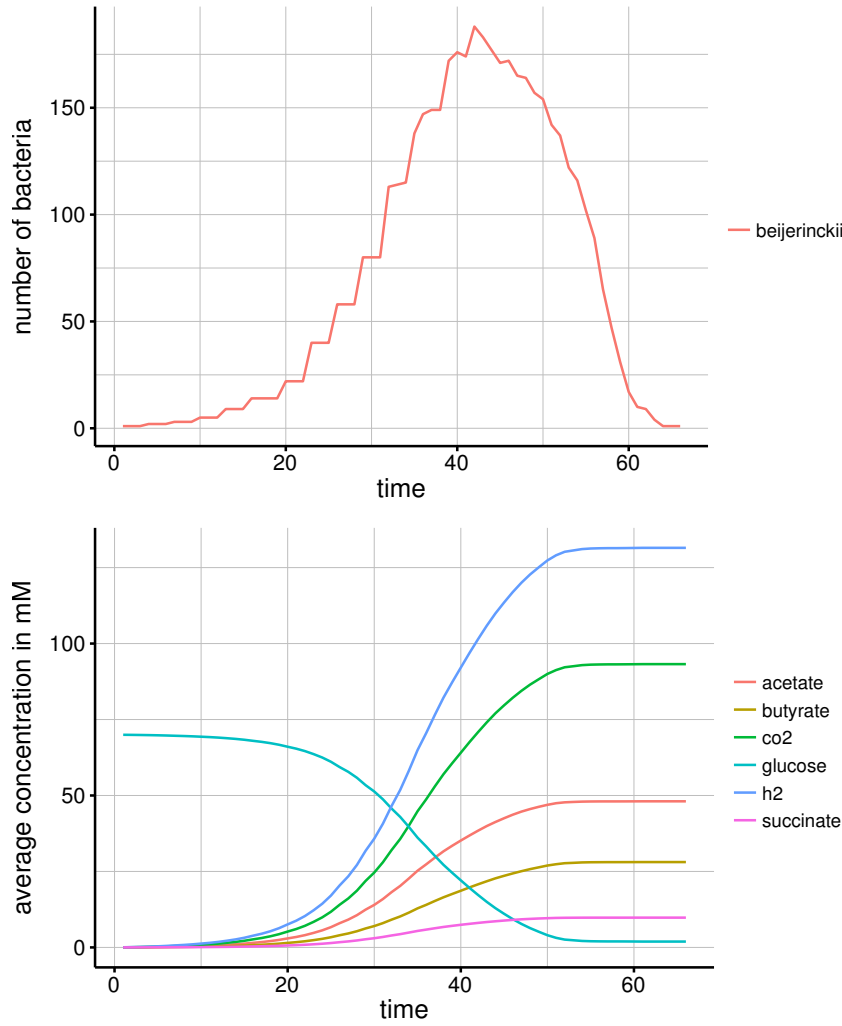 number of bacteria
150
100
50
0
0 20 40 60
time
beijerinckii
average concentration in mM
100
50
0
0 20 40 60
time
acetate
butyrate
co2
glucose
h2
succinate